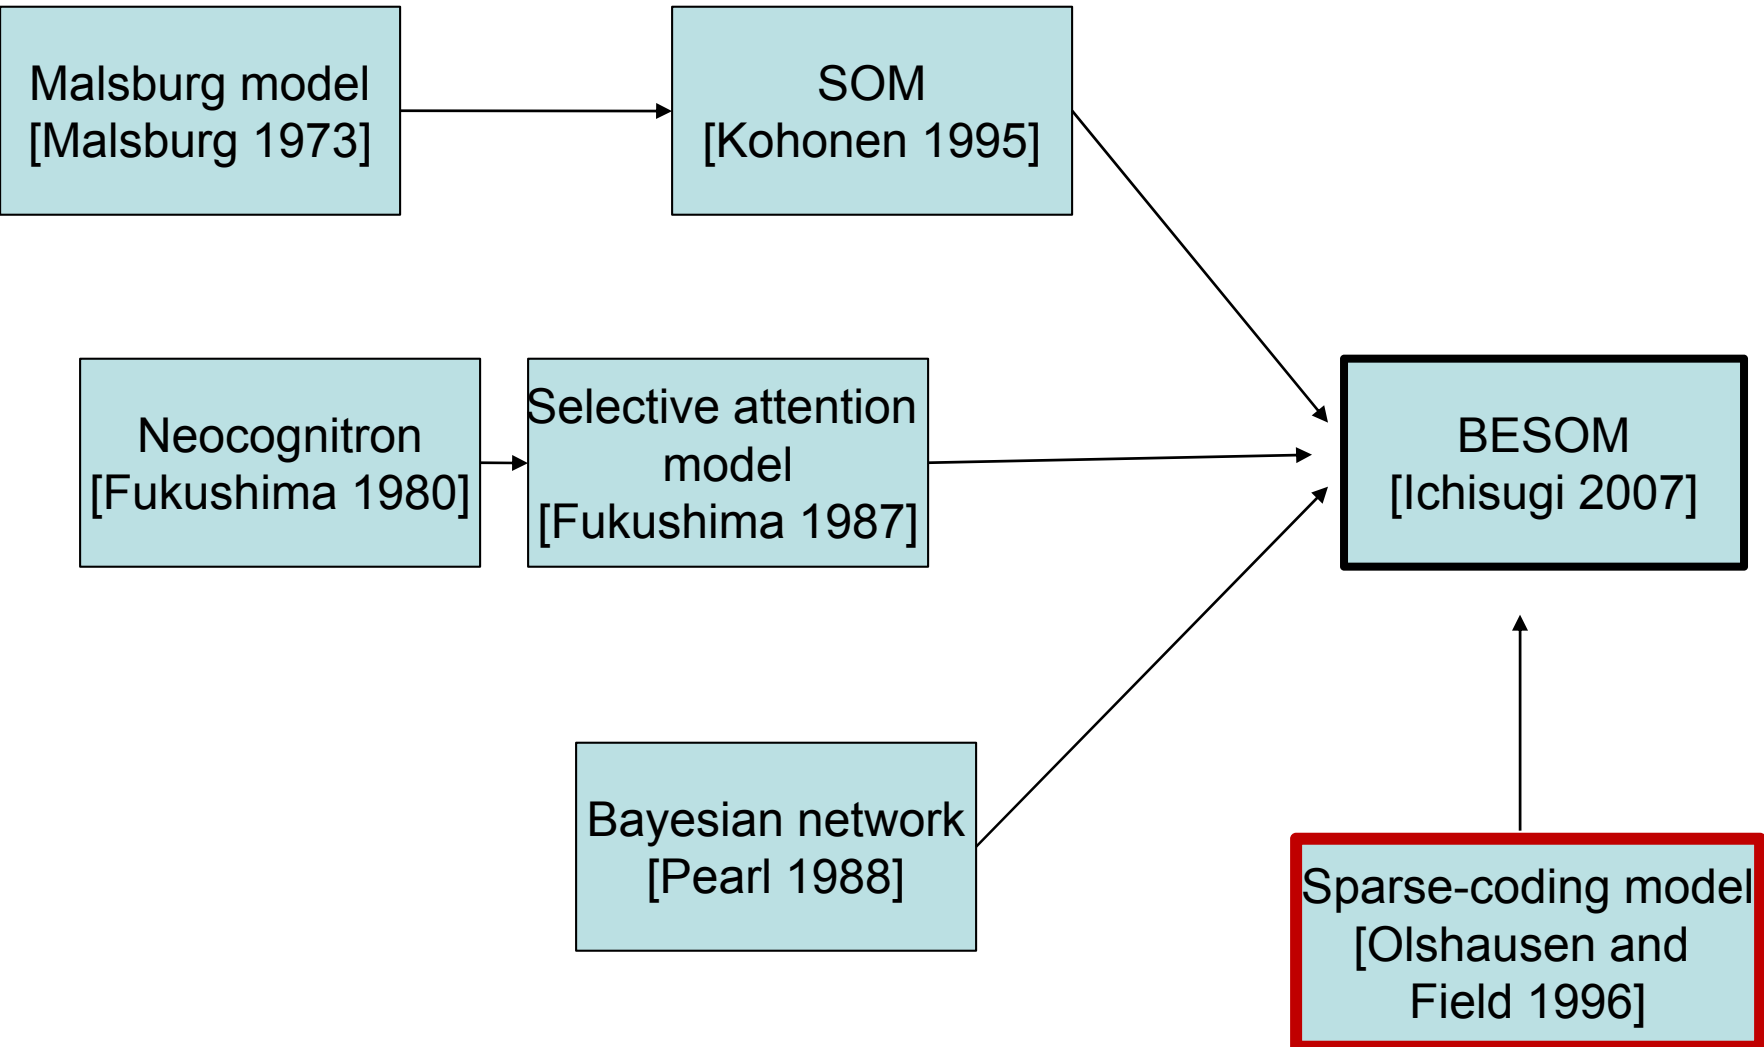 Malsburg model
[Malsburg 1973]
SOM
[Kohonen 1995]
Neocognitron
[Fukushima 1980]
Selective attention
model
[Fukushima 1987]
BESOM
[Ichisugi 2007]
Bayesian network
[Pearl 1988]
Sparse-coding model
[Olshausen and
Field 1996]